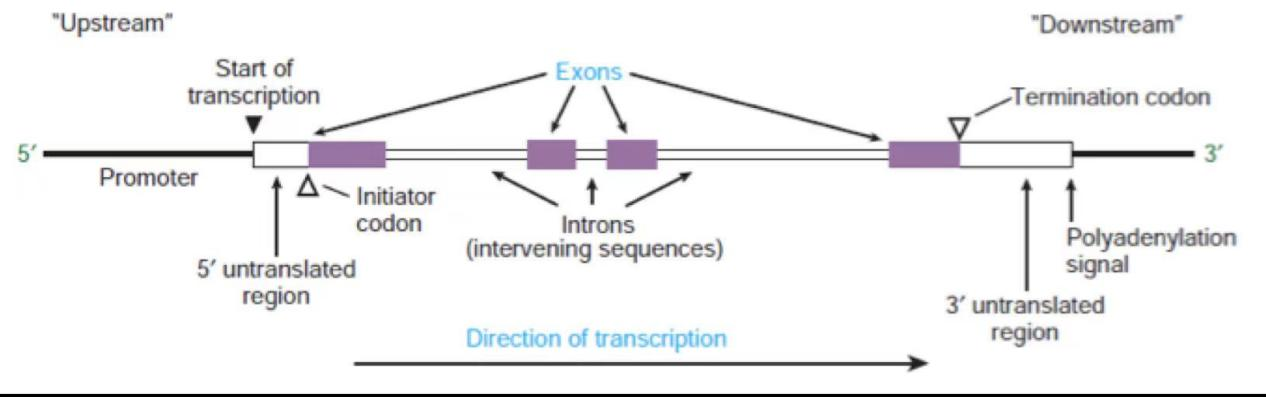 "Upstream"
"Downstream"
Start of
transcription
Exons
Termination codon
5′
3′
Promoter
Initiator
codon
Introns
(intervening sequences)
5′ untranslated
region
Polyadenylation
signal
3′ untranslated
region
Direction of transcription